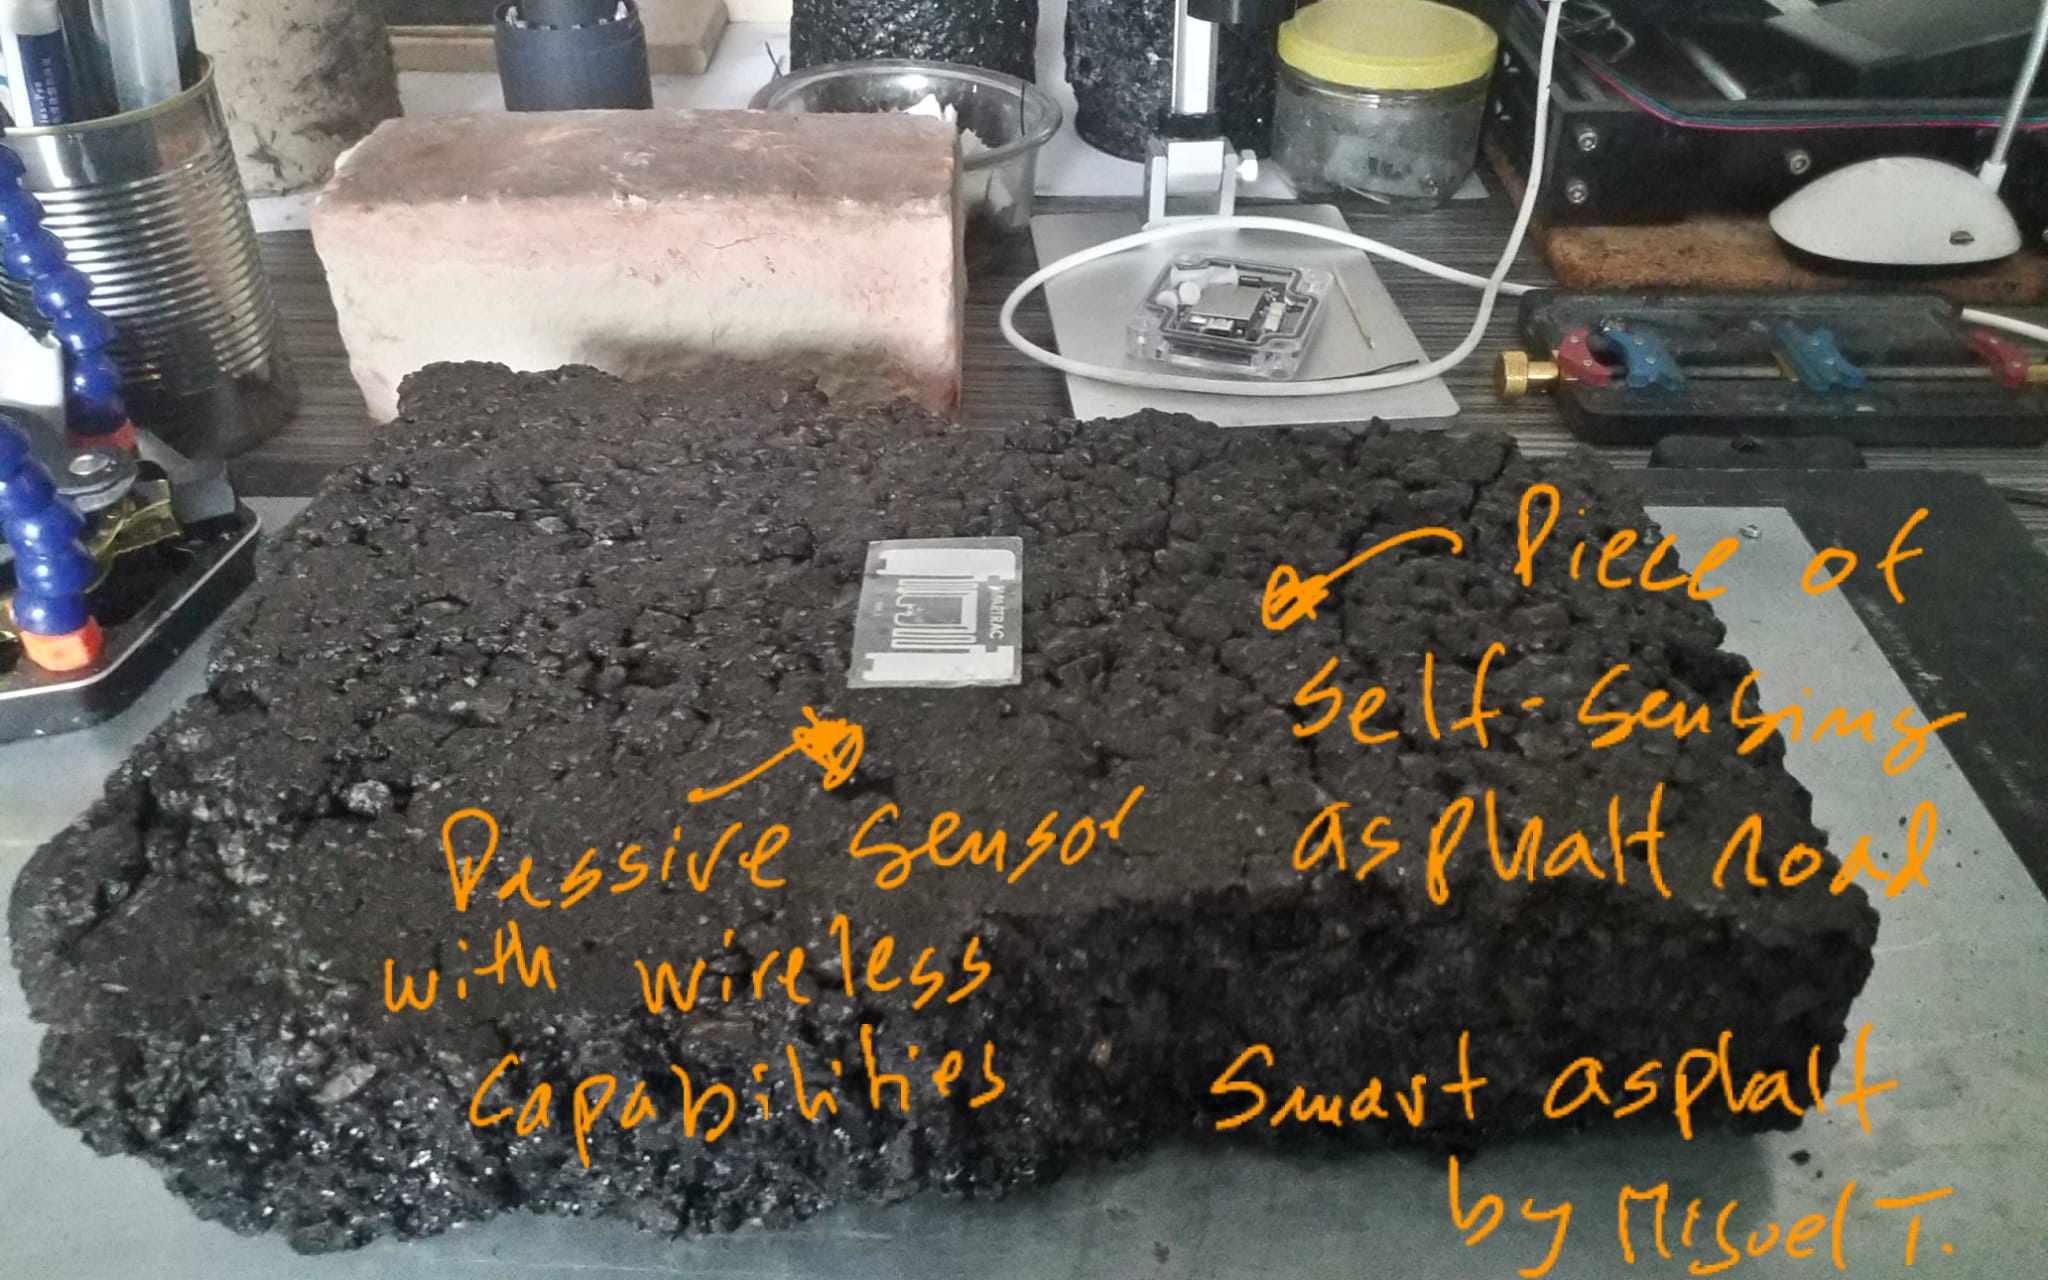 Piece of
self-sensing
asphalt road
Passive sensor
with wireless
capabilities
Smart asphalt
by Miguel T.